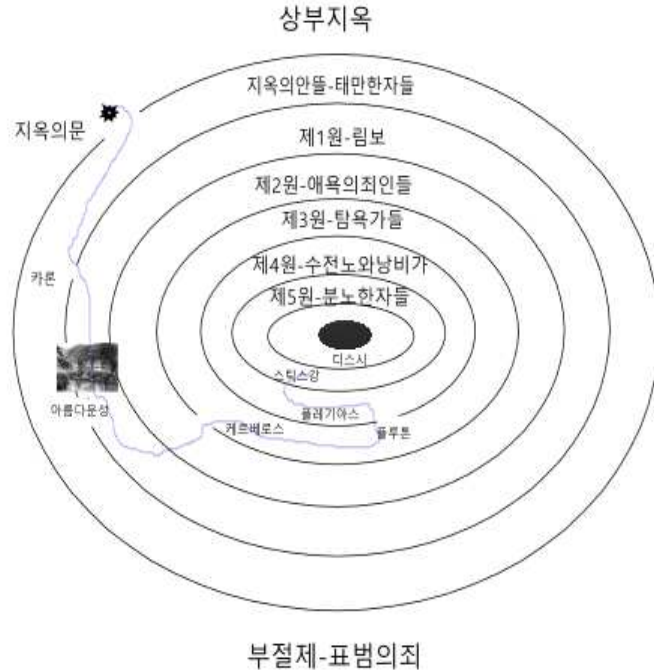 상부지옥
지옥의안뜰-태만한자들
지옥의문
제1원-림보
제2원-애욕의죄인들
제3원-탐욕가들
제4원-수전노와낭비가
카론
제5원-분노한자들
디스시
스틱스강
아름다운성
플레기아스
케르베로스
플루톤
부절제-표범의죄